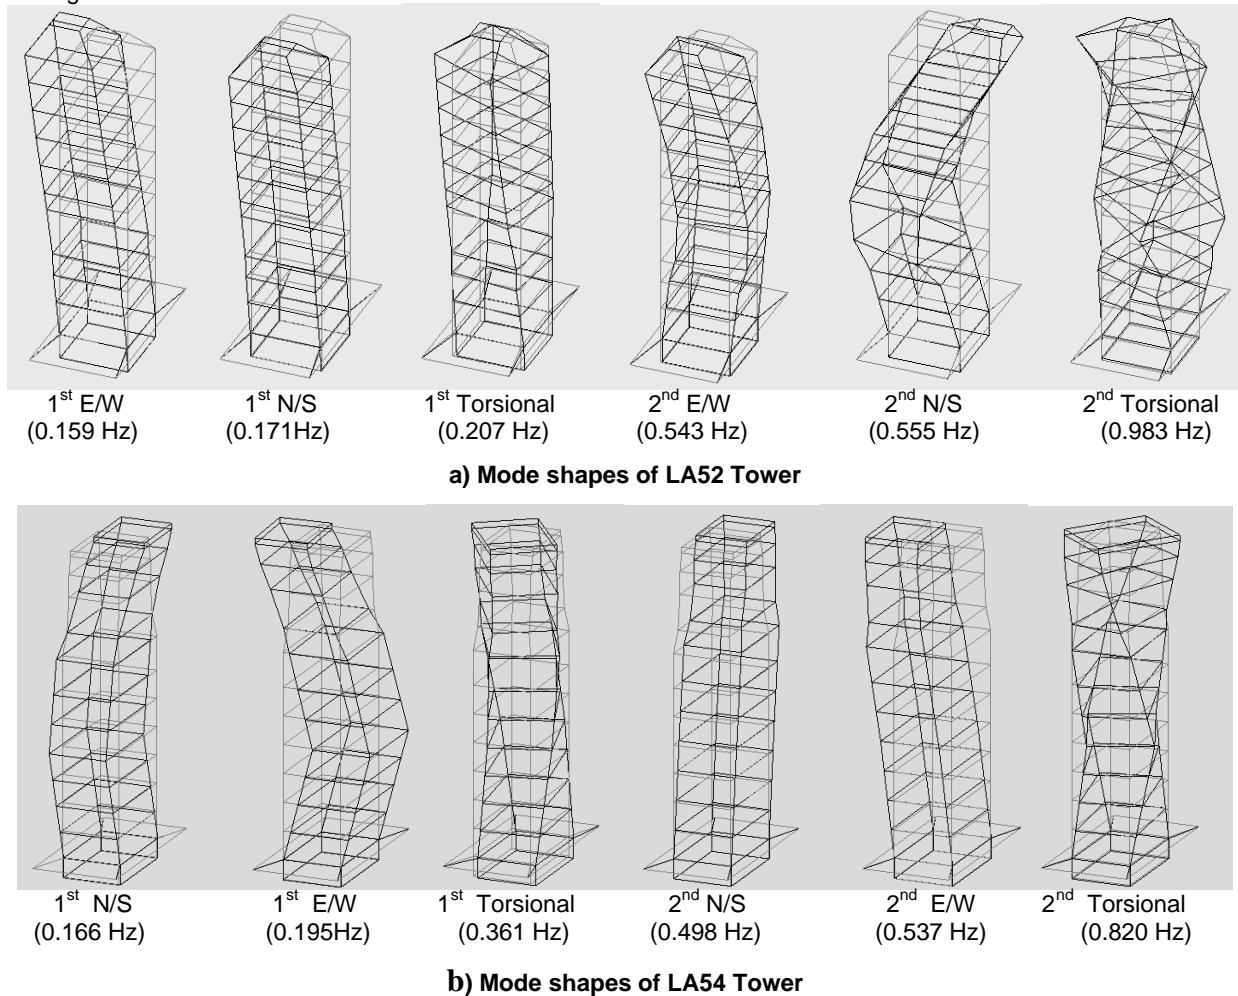 1st E/W 1st N/S 1st Torsional 2nd E/W 2nd N/S 2nd Torsional
(0.159 Hz) (0.171Hz) (0.207 Hz) (0.543 Hz) (0.555 Hz) (0.983 Hz)
a) Mode shapes of LA52 Tower
1st N/S 1st E/W 1st Torsional 2nd N/S 2nd E/W 2nd Torsional
(0.166 Hz) (0.195Hz) (0.361 Hz) (0.498 Hz) (0.537 Hz) (0.820 Hz)
b) Mode shapes of LA54 Tower